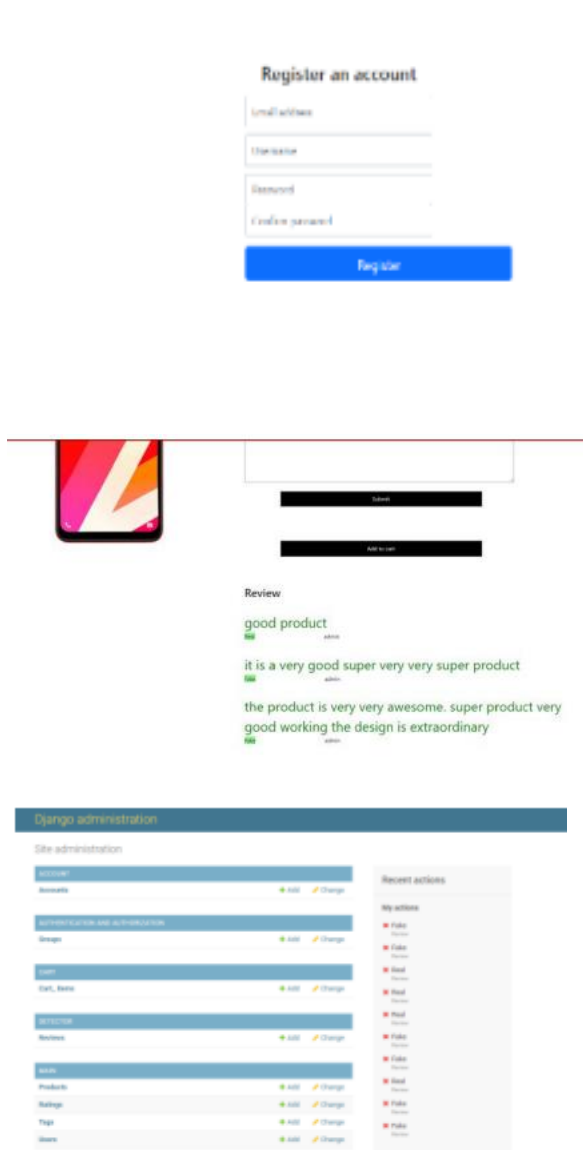 Register an account
Email address
Username
Password
Confirm password
Register
Submit
Add to cart
Review
good product
Real
admin
it is a very good super very very super product
Fake
admin
the product is very very awesome. super product very
good working the design is extraordinary
Fake
admin
Django administration
Site administration
ACCOUNT
Accounts Add Change
AUTHENTICATION AND AUTHORIZATION
Groups Add Change
CART
Cart_items Add Change
DETECTOR
Reviews Add Change
MAIN
Products Add Change
Ratings Add Change
Tags Add Change
Users Add Change
Recent actions
My actions
Fake
Review
Fake
Review
Real
Review
Real
Review
Real
Review
Fake
Review
Fake
Review
Real
Review
Fake
Review
Fake
Review